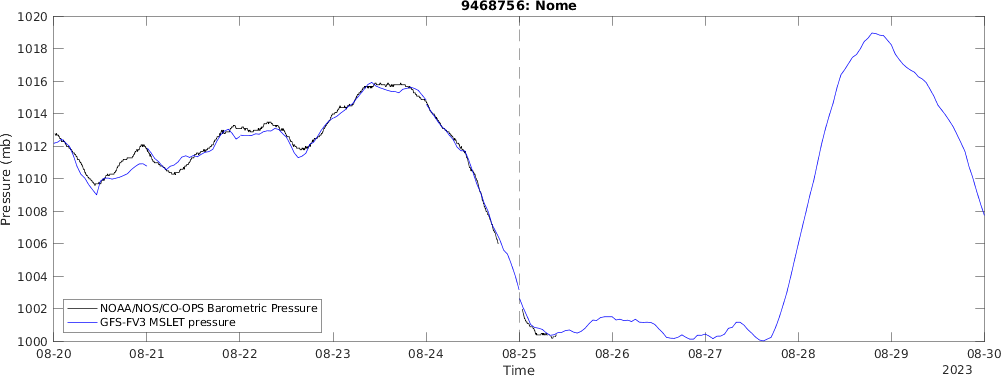 9468756: Nome
Pressure (mb)
1020
1018
1016
1014
1012
1010
1008
1006
1004
1002
1000
NOAA/NOS/CO-OPS Barometric Pressure
GFS-FV3 MSLET pressure
08-20 08-21 08-22 08-23 08-24 08-25 08-26 08-27 08-28 08-29 08-30
Time
2023